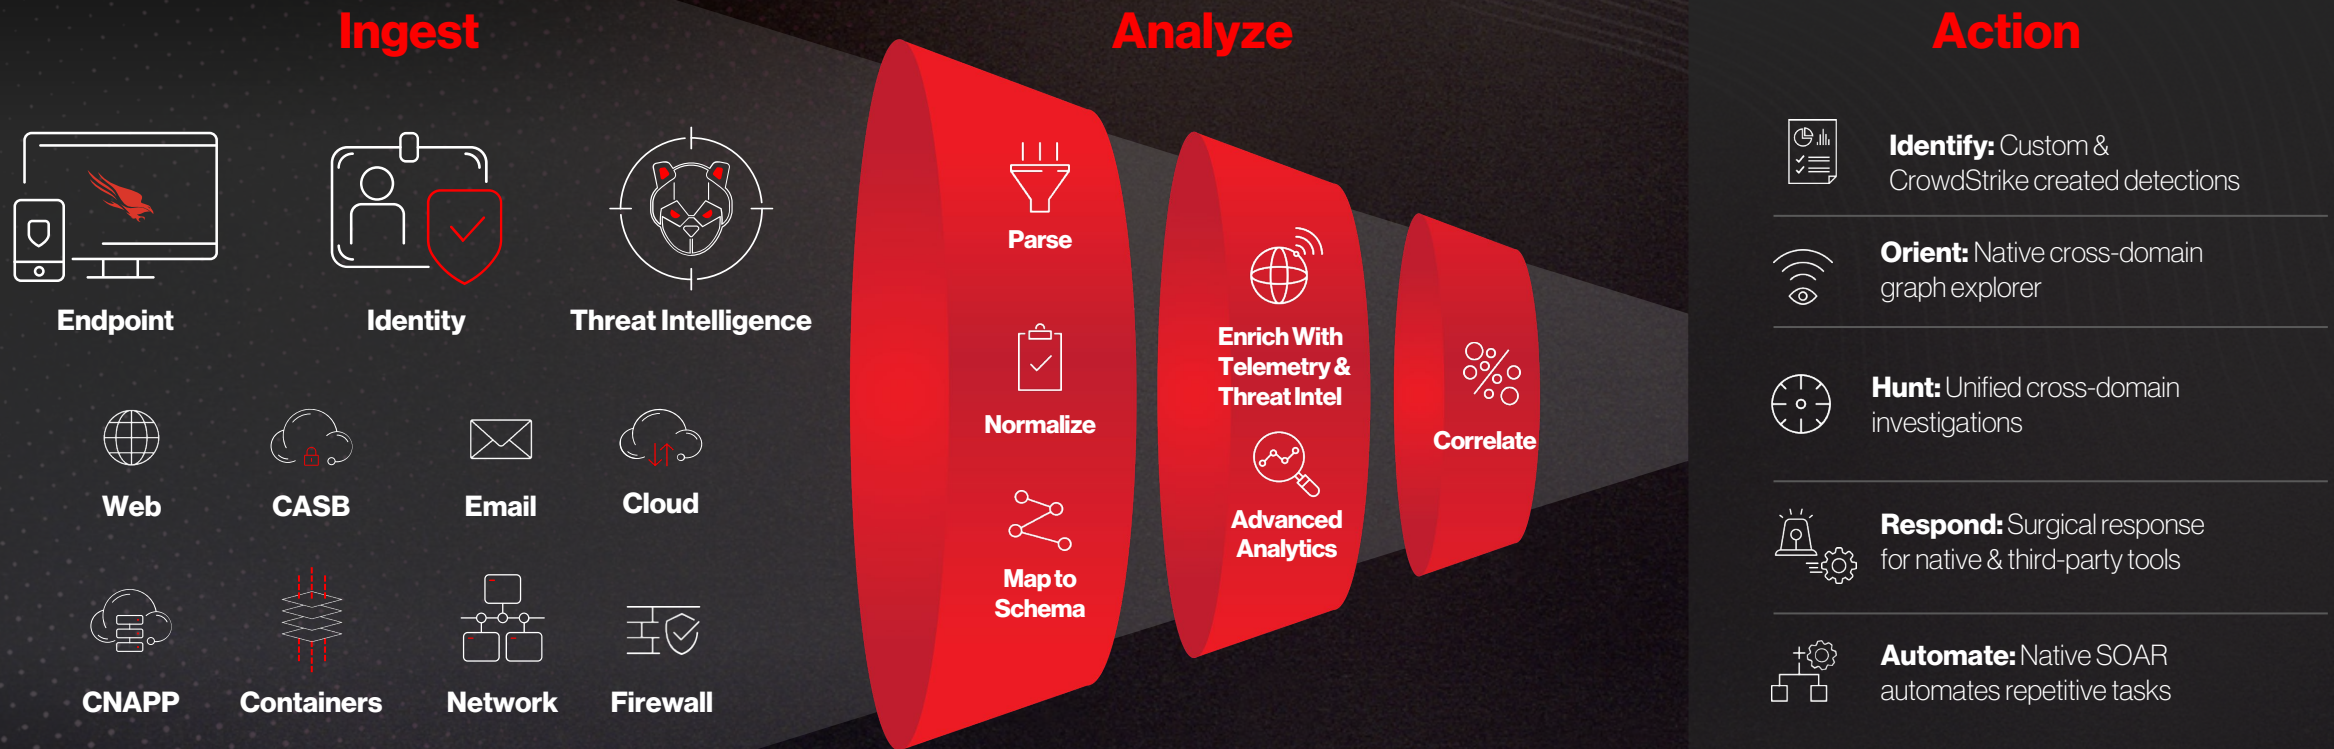 Ingest
Endpoint
Identity
Threat Intelligence
Web
CASB
Email
Cloud
CNAPP
Containers
Network
Firewall
Analyze
Parse
Normalize
Map to
Schema
Enrich With
Telemetry &
Threat Intel
Advanced
Analytics
Correlate
Action
Identify: Custom &
CrowdStrike created detections
Orient: Native cross-domain
graph explorer
Hunt: Unified cross-domain
investigations
Respond: Surgical response
for native & third-party tools
Automate: Native SOAR
automates repetitive tasks